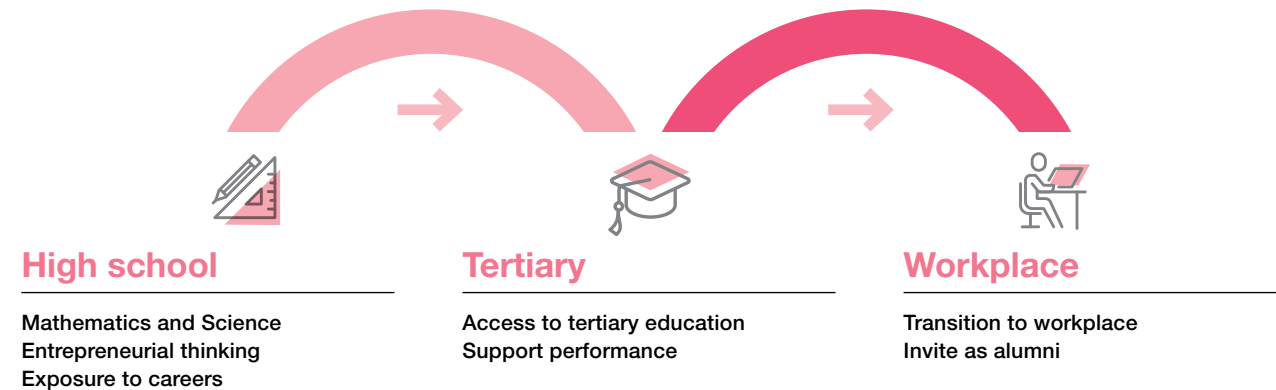 High school
Mathematics and Science
Entrepreneurial thinking
Exposure to careers
Tertiary
Access to tertiary education
Support performance
Workplace
Transition to workplace
Invite as alumni